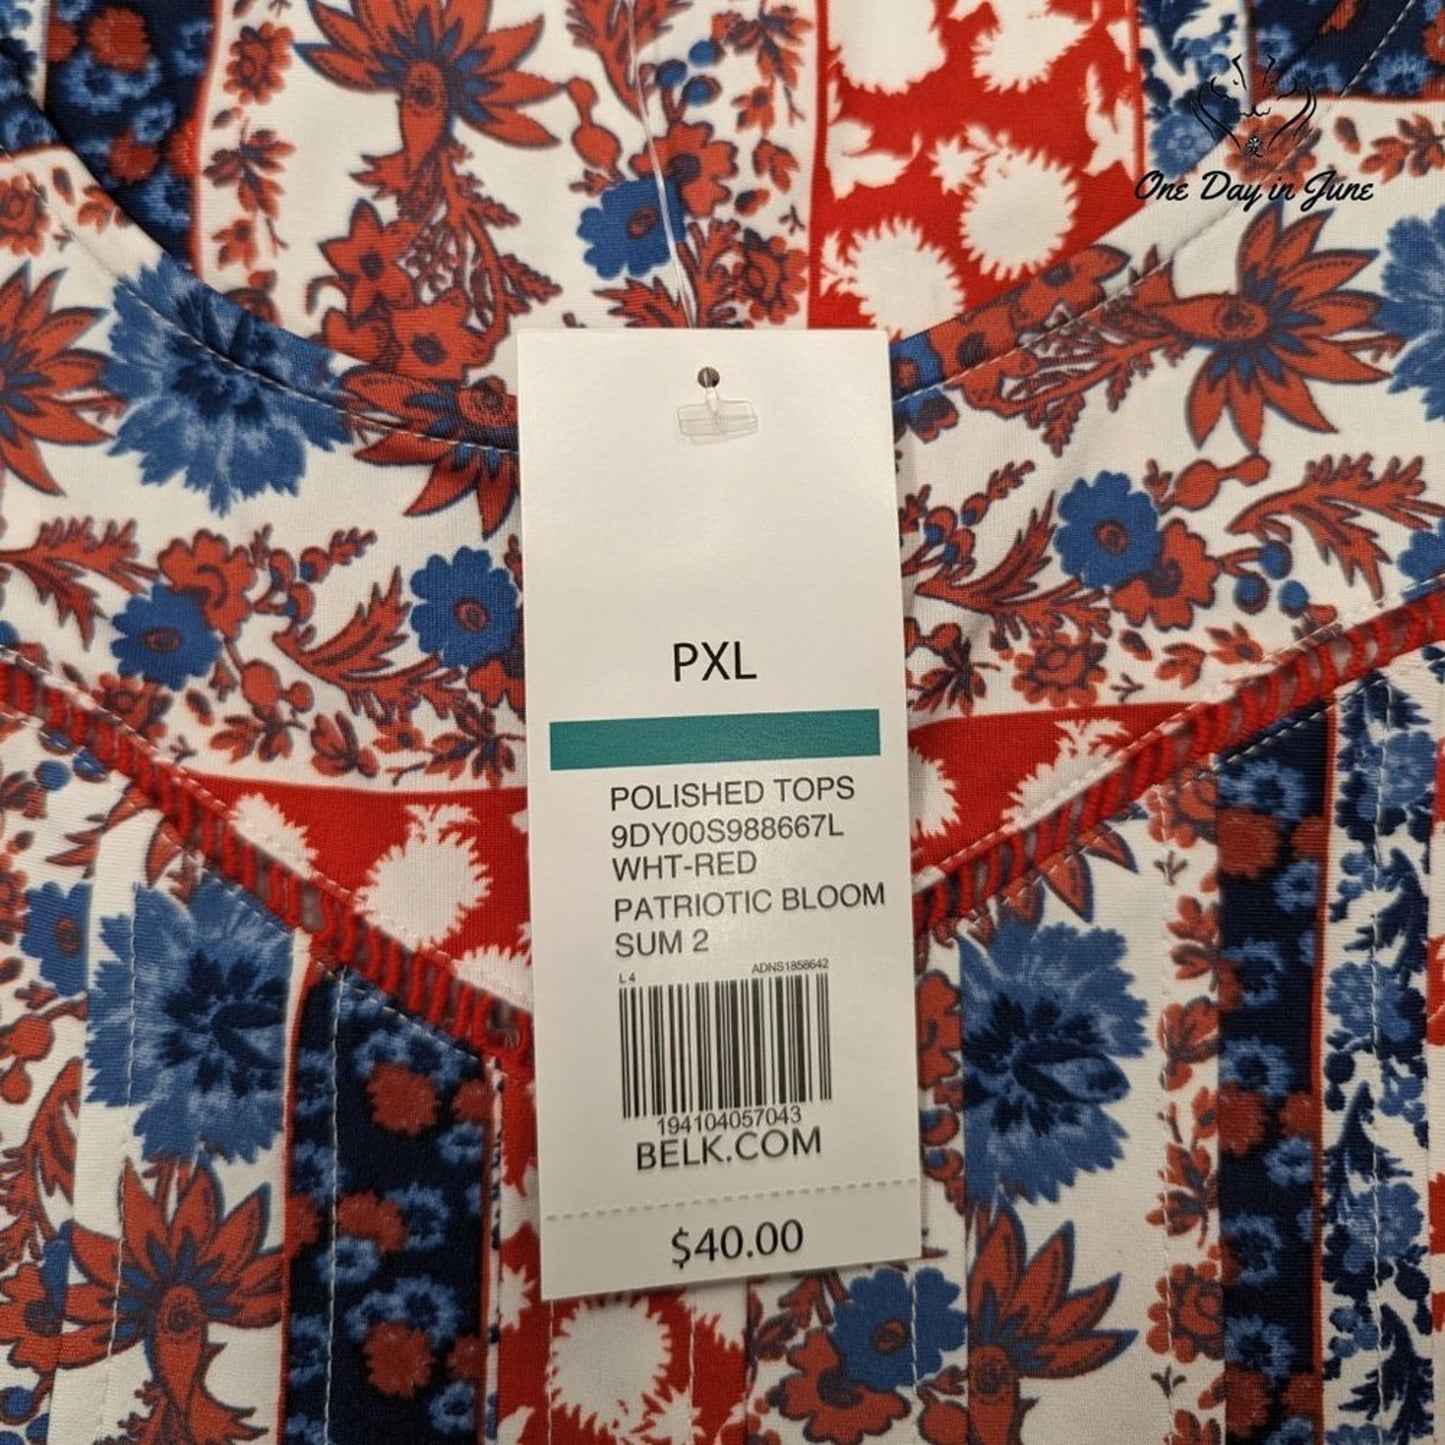 One Day in June
PXL
POLISHED TOPS
9DY00S988667L
WHT-RED
PATRIOTIC BLOOM
SUM 2
L 4 ADNS1858642
194104057043
BELK.COM
$40.00